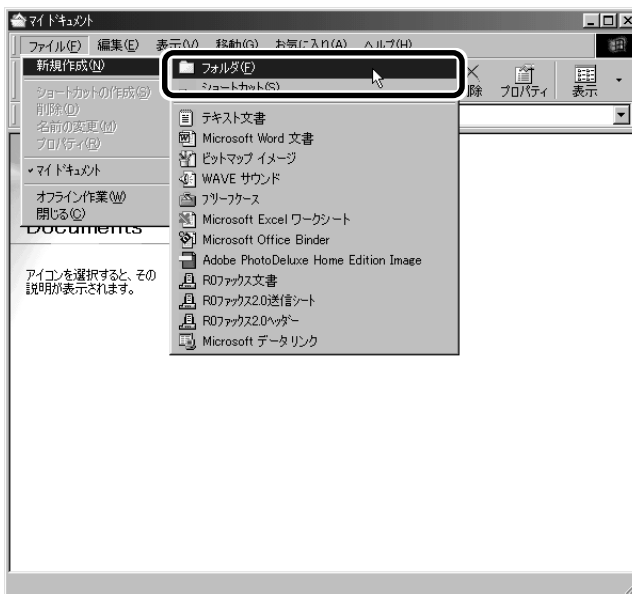 マイ ドキュメント
ファイル(F) 編集(E) 表示(V) 移動(G) お気に入り(A) ヘルプ(H)
新規作成(N)
ショートカットの作成(S)
削除(D)
名前の変更(M)
プロパティ(R)
マイ ドキュメント
オフライン作業(W)
閉じる(C)
フォルダ(F)
ショートカット(S)
テキスト文書
Microsoft Word 文書
ビットマップ イメージ
WAVE サウンド
ブリーフケース
Microsoft Excel ワークシート
Microsoft Office Binder
Adobe PhotoDeluxe Home Edition Image
ROファックス文書
ROファックス2.0送信シート
ROファックス2.0ヘッダー
Microsoft データ リンク
除 プロパティ 表示
Documents
アイコンを選択すると、その
説明が表示されます。